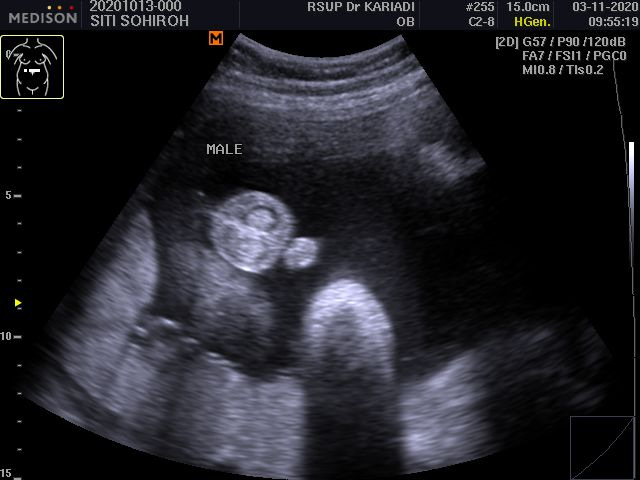 MEDISON
20201013-000
SITI SOHIROH
RSUP Dr KARIADI
OB
#255
C2-8
15.0cm
HGen.
03-11-2020
09:55:19
M
[2D] G57 / P90 /120dB
FA7 / FSI1 / PGC0
MI0.8 / TIs0.2
0
MALE
5
10
15